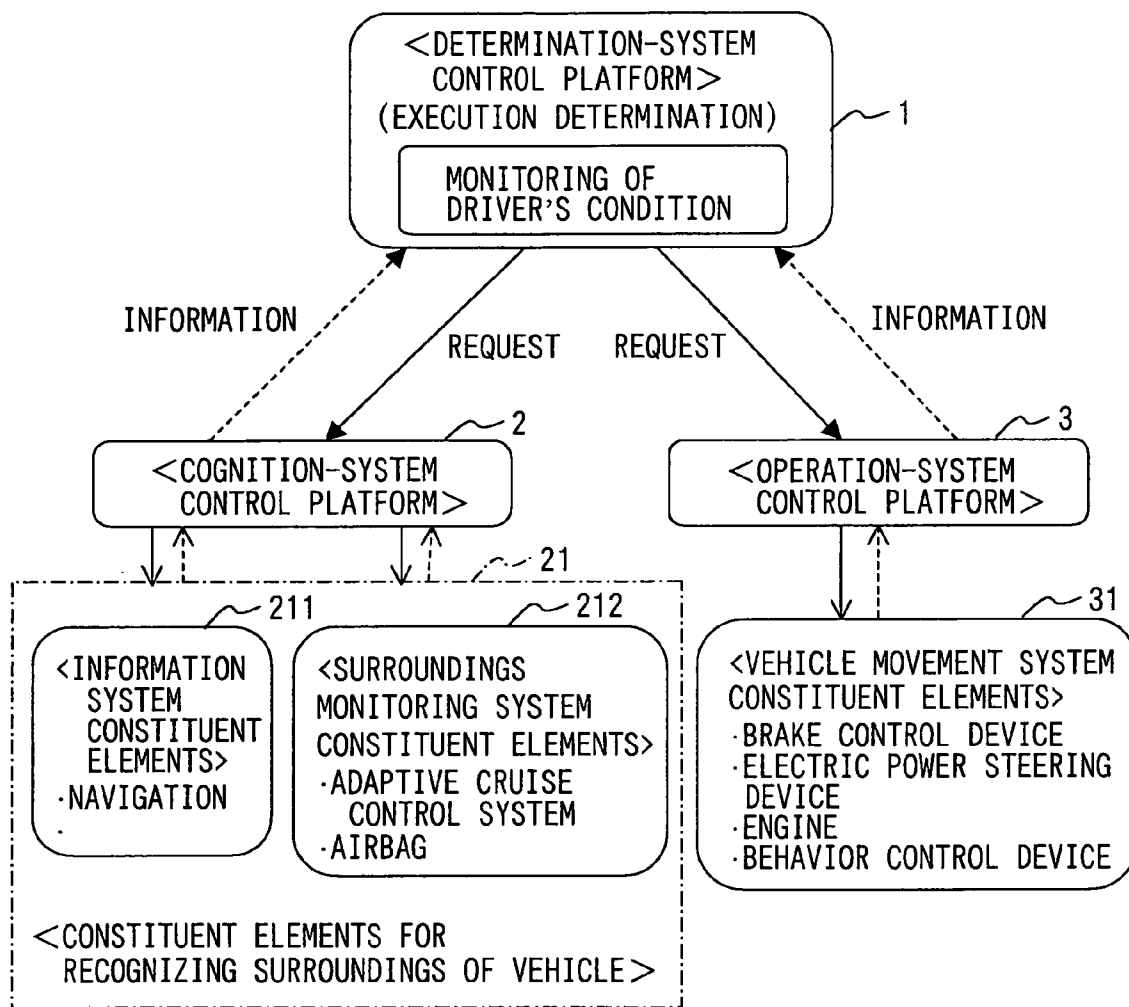 <DETERMINATION-SYSTEM
CONTROL PLATFORM>
(EXECUTION DETERMINATION)
1
MONITORING OF
DRIVER'S CONDITION
INFORMATION
REQUEST
REQUEST
INFORMATION
2
<COGNITION-SYSTEM
CONTROL PLATFORM>
3
<OPERATION-SYSTEM
CONTROL PLATFORM>
21
211
<INFORMATION
SYSTEM
CONSTITUENT
ELEMENTS>
·NAVIGATION
·
212
<SURROUNDINGS
MONITORING SYSTEM
CONSTITUENT ELEMENTS>
·ADAPTIVE CRUISE
CONTROL SYSTEM
·AIRBAG
<CONSTITUENT ELEMENTS FOR
RECOGNIZING SURROUNDINGS OF VEHICLE>
31
<VEHICLE MOVEMENT SYSTEM
CONSTITUENT ELEMENTS>
·BRAKE CONTROL DEVICE
·ELECTRIC POWER STEERING
DEVICE
·ENGINE
·BEHAVIOR CONTROL DEVICE